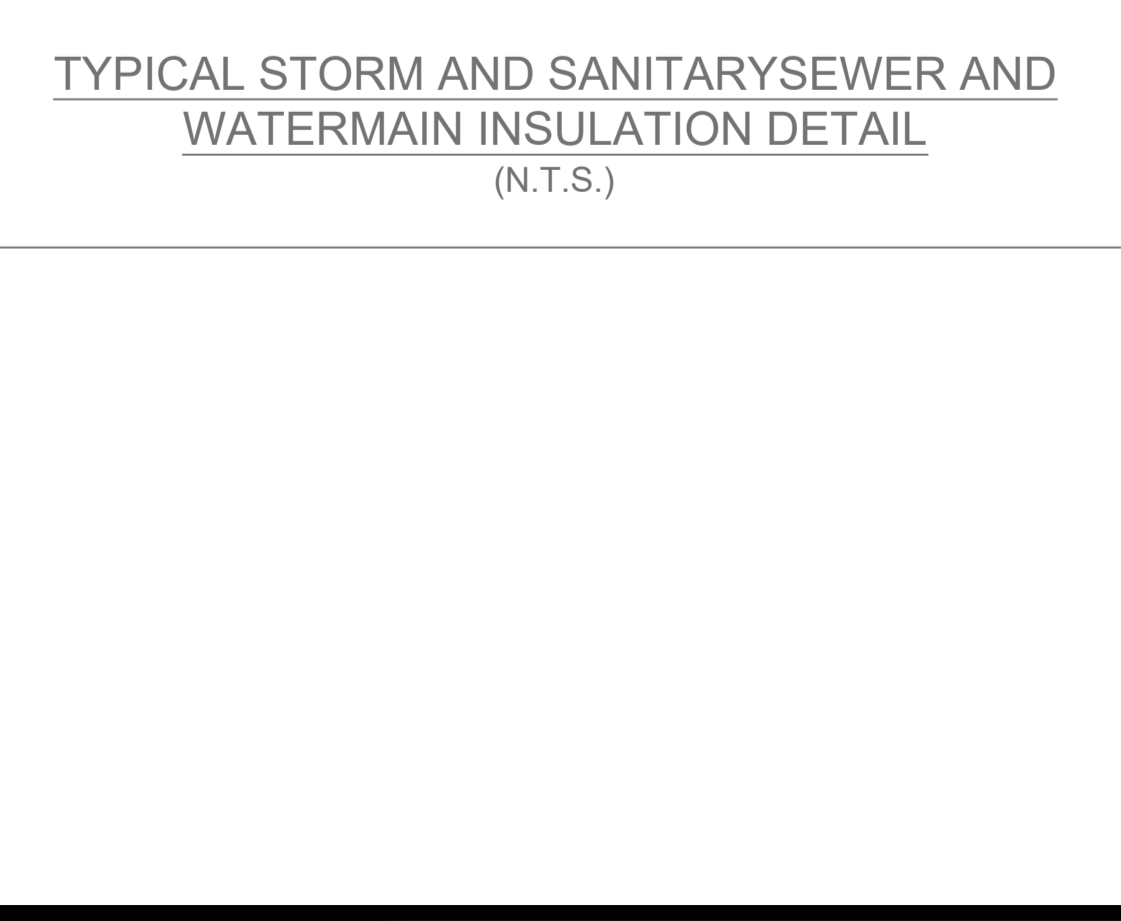 TYPICAL STORM AND SANITARYSEWER AND
WATERMAIN INSULATION DETAIL
(N.T.S.)